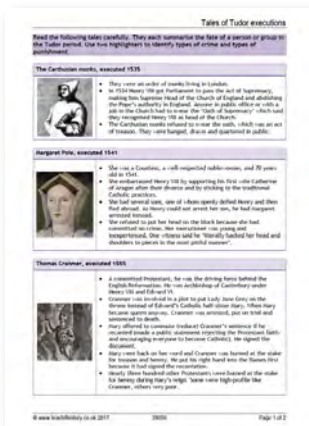 Tales of Tudor executions
Read the following tales carefully. They each summarise the fate of a person or group in
the Tudor period. Use two highlighters to identify types of crime and types of
punishment.
The Carthusian monks, executed 1535
They were an order of monks living in London.
In 1534 Henry VIII got Parliament to pass the Act of Supremacy,
making him Supreme Head of the Church of England and abolishing
the Pope's authority in England. Anyone in public office or with a
job in the Church had to swear the "Oath of Supremacy" which said
they recognised Henry VIII as head of the Church.
The Carthusian monks refused to swear the oath, which was an act
of treason. They were hanged, drawn and quartered in public.
Margaret Pole, executed 1541
She was a Countess, a well-respected noblewoman, and 70 years
old in 1541.
She embarrassed Henry VIII by supporting his first wife Catherine
of Aragon after their divorce and by sticking to the traditional
Catholic practices.
She had several sons, one of whom openly defied Henry and then
fled abroad. As Henry could not arrest her son, he had Margaret
arrested instead.
She refused to put her head on the block because she had
committed no crime. Her executioner was young and
inexperienced. One witness said he "literally hacked her head and
shoulders to pieces in the most pitiful manner".
Thomas Cranmer, executed
A committed Protestant, he was the driving force behind the
English Reformation. He was Archbishop of Canterbury under
Henry VIII and Edward VI.
Cranmer was involved in a plot to put Lady Jane Grey on the
throne instead of Edward's Catholic half-sister Mary. When Mary
became queen anyway, Cranmer was arrested, put on trial and
sentenced to death.
Mary offered to commute (reduce) Cranmer's sentence if he
recanted (made a public statement rejecting the Protestant faith
and encouraging everyone to become Catholic). He signed the
document.
Mary went back on her word and Cranmer was burned at the stake
for treason and heresy. He put his right hand into the flames first
because it had signed the recantation.
Nearly three hundred other Protestants were burned at the stake
for heresy during Mary's reign. Some were high-profile like
Cranmer, others very poor.
© www.teachithistory.co.uk 2017
Page 1 of 2